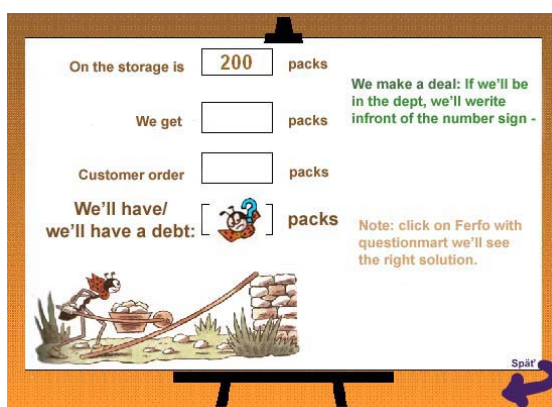 On the storage is 200 packs
We make a deal: If we'll be
in the dept, we'll werite
infront of the number sign -
We get packs
Customer order packs
We'll have/
we'll have a debt: [ ? ] packs
Note: click on Ferfo with
questionmart we'll see
the right solution.
Späť